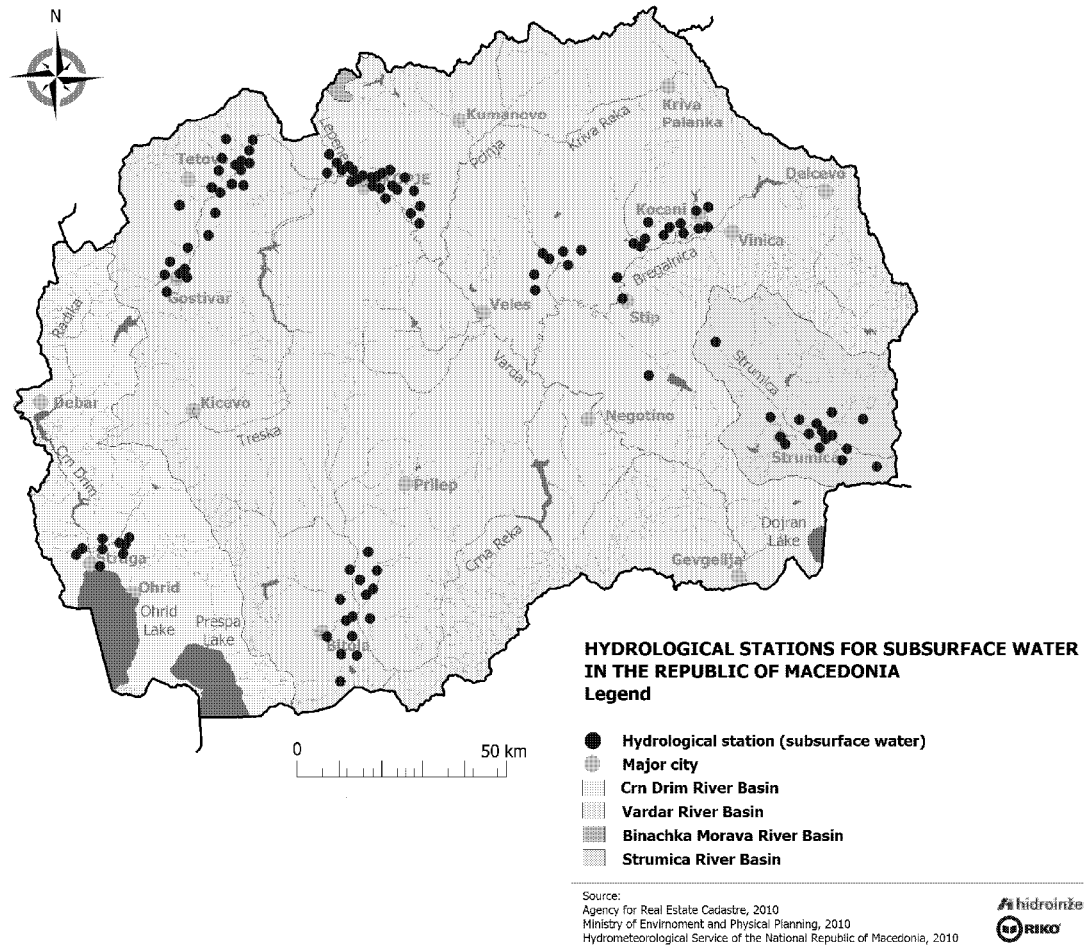 N
Kumanovo
Kriva
Palanka
Kriva Reka
Pčinja
Lepenec
Delcevo
Kocani
Vinica
Bregalnica
Gostivar
Radika
Veles
Stip
Vardar
Strumica
Debar
Kicevo
Treska
Negotino
Crn Drim
Prilep
Strumica
Crna Reka
Dojran
Lake
Gevgelija
Struga
Ohrid
Ohrid
Lake
Prespa
Lake
Bitola
HYDROLOGICAL STATIONS FOR SUBSURFACE WATER
IN THE REPUBLIC OF MACEDONIA
Legend
0 50 km
Hydrological station (subsurface water)
Major city
Crn Drim River Basin
Vardar River Basin
Binachka Morava River Basin
Strumica River Basin
Source:
Agency for Real Estate Cadastre, 2010
Ministry of Envirnoment and Physical Planning, 2010
Hydrometeorological Service of the National Republic of Macedonia, 2010
hidroinže
RIKO